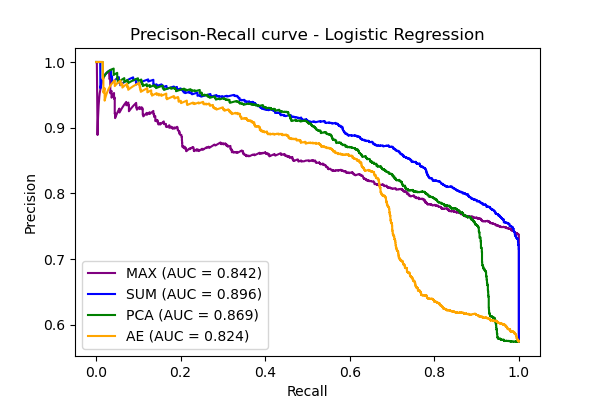 Precison-Recall curve - Logistic Regression
1.0
0.9
0.8
0.7
0.6
Precision
MAX (AUC = 0.842)
SUM (AUC = 0.896)
PCA (AUC = 0.869)
AE (AUC = 0.824)
0.0 0.2 0.4 0.6 0.8 1.0
Recall